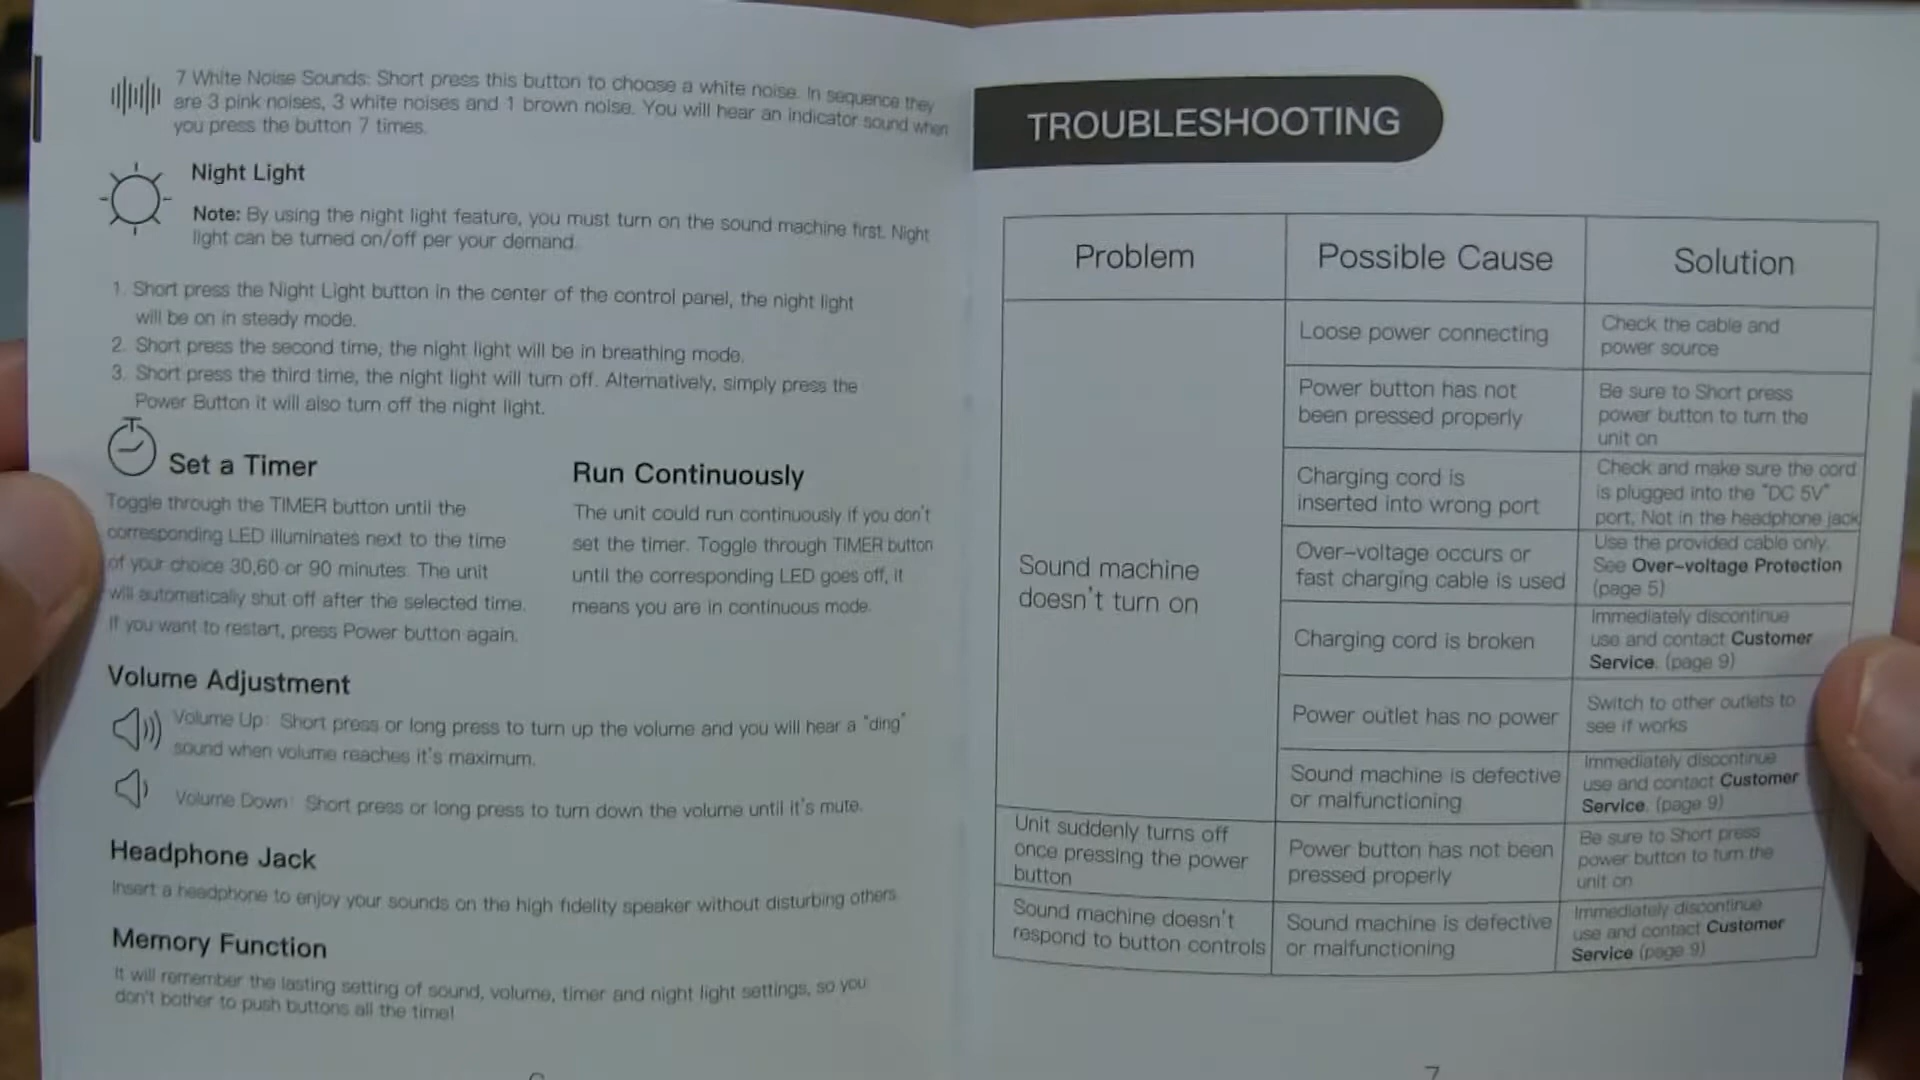 7 White Noise Sounds: Short press this button to choose a white noise. In sequence they
are 3 pink noises, 3 white noises and 1 brown noise. You will hear an indicator sound when
you press the button 7 times.
Night Light
Note: By using the night light feature, you must turn on the sound machine first. Night
light can be turned on/off per your demand.
1. Short press the Night Light button in the center of the control panel, the night light
will be on in steady mode.
2. Short press the second time, the night light will be in breathing mode.
3. Short press the third time, the night light will turn off. Alternatively, simply press the
Power Button it will also turn off the night light.
Set a Timer
Toggle through the TIMER button until the
corresponding LED illuminates next to the time
of your choice 30,60 or 90 minutes. The unit
will automatically shut off after the selected time.
If you want to restart, press Power button again.
Run Continuously
The unit could run continuously if you don't
set the timer. Toggle through TIMER button
until the corresponding LED goes off, it
means you are in continuous mode.
Volume Adjustment
Volume Up: Short press or long press to turn up the volume and you will hear a "ding"
sound when volume reaches it's maximum.
Volume Down: Short press or long press to turn down the volume until it's mute.
Headphone Jack
Insert a headphone to enjoy your sounds on the high fidelity speaker without disturbing others.
Memory Function
It will remember the lasting setting of sound, volume, timer and night light settings, so you
don't bother to push buttons all the time!
TROUBLESHOOTING
Problem
Possible Cause
Solution
Sound machine
doesn't turn on
Loose power connecting
Check the cable and
power source
Power button has not
been pressed properly
Be sure to Short press
power button to turn the
unit on
Charging cord is
inserted into wrong port
Check and make sure the cord
is plugged into the "DC 5V"
port, Not in the headphone jack
Over-voltage occurs or
fast charging cable is used
Use the provided cable only.
See Over-voltage Protection
(page 5)
Charging cord is broken
Immediately discontinue
use and contact Customer
Service. (page 9)
Power outlet has no power
Switch to other outlets to
see if works
Sound machine is defective
or malfunctioning
Immediately discontinue
use and contact Customer
Service. (page 9)
Unit suddenly turns off
once pressing the power
button
Power button has not been
pressed properly
Be sure to Short press
power button to turn the
unit on
Sound machine doesn't
respond to button controls
Sound machine is defective
or malfunctioning
Immediately discontinue
use and contact Customer
Service (page 9)
7